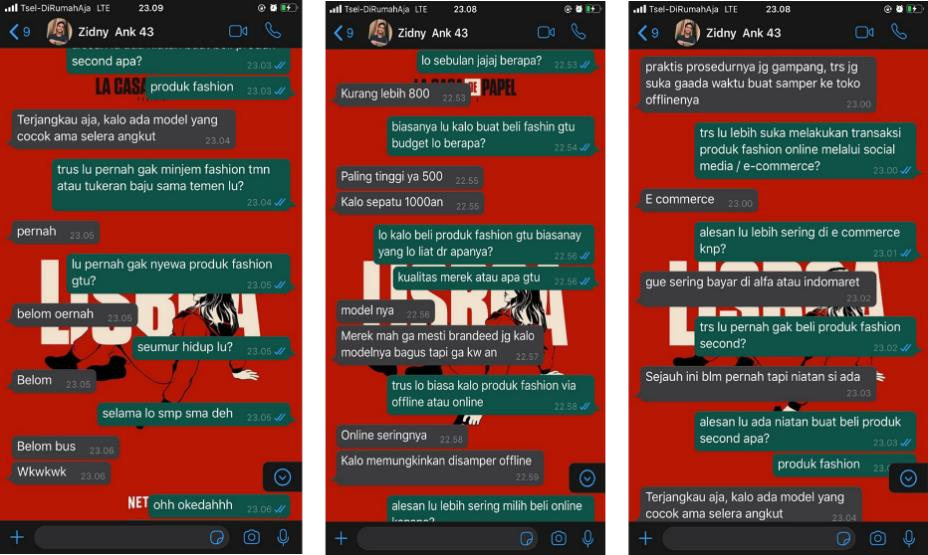 Tsel-DiRumahAja LTE 23.09
9 Zidny Ank 43
second apa? 23.03
LA CASA
produk fashion 23.03
Terjangkau aja, kalo ada model yang
cocok ama selera angkut 23.04
trus lu pernah gak minjem fashion tmn
atau tukeran baju sama temen lu?
23.04
pernah 23.05
lu pernah gak nyewa produk fashion
gtu? 23.05
belom oernah 23.05
seumur hidup lu? 23.05
Belom 23.05
selama lo smp sma deh 23.05
Belom bus 23.06
Wkwkwk 23.06
NET
ohh okedahhh 23.06
Tsel-DiRumahAja LTE 23.08
9 Zidny Ank 43
lo sebulan jajaj berapa? 22.53
DE PAPEL
Kurang lebih 800 22.53
biasanya lu kalo buat beli fashin gtu
budget lo berapa? 22.54
Paling tinggi ya 500 22.55
Kalo sepatu 1000an 22.55
lo kalo beli produk fashion gtu biasanay
yang lo liat dr apanya? 22.56
kualitas merek atau apa gtu 22.56
model nya 22.56
Merek mah ga mesti brandeed jg kalo
modelnya bagus tapi ga kw an 22.57
trus lo biasa kalo produk fashion via
offline atau online 22.58
Online seringnya 22.58
Kalo memungkinkan disamper offline
22.59
alesan lu lebih sering milih beli online
Tsel-DiRumahAja LTE 23.08
9 Zidny Ank 43
praktis prosedurnya jg gampang, trs jg
suka gaada waktu buat samper ke toko
offlinenya 23.00
trs lu lebih suka melakukan transaksi
produk fashion online melalui social
media / e-commerce? 23.00
E commerce 23.00
alesan lu lebih sering di e commerce
knp? 23.01
LISBOA
gue sering bayar di alfa atau indomaret
23.02
trs lu pernah gak beli produk fashion
second? 23.02
Sejauh ini blm pernah tapi niatan si ada
23.03
alesan lu ada niatan buat beli produk
second apa? 23.03
produk fashion
Terjangkau aja, kalo ada model yang
cocok ama selera angkut 23.04